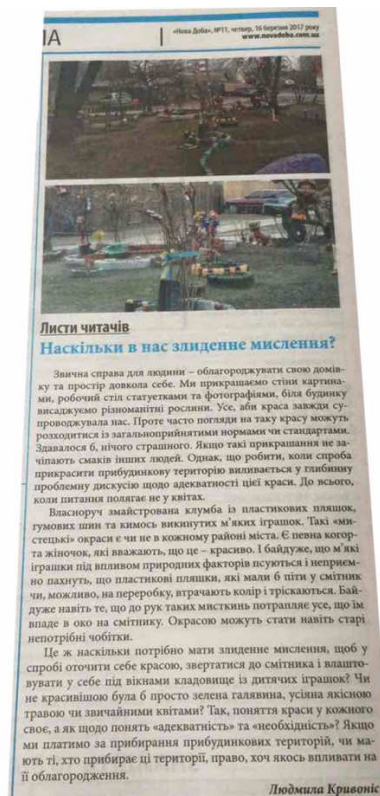 ІА
«Нова Доба», №11, четвер, 16 березня 2017 року
www.novadoba.com.ua
Листи читачів
Наскільки в нас злиденне мислення?
Звична справа для людини – облагороджувати свою домів-
ку та простір довкола себе. Ми прикрашаємо стіни картина-
ми, робочий стіл статуетками та фотографіями, біля будинку
висаджуємо різноманітні рослини. Усе, аби краса завжди су-
проводжувала нас. Проте часто погляди на таку красу можуть
розходитися із загальноприйнятими нормами чи стандартами.
Здавалося б, нічого страшного. Якщо такі прикрашання не за-
чіпають смаків інших людей. Однак, що робити, коли спроба
прикрасити прибудинкову територію виливається у глибинну
проблемну дискусію щодо адекватності цієї краси. До всього,
коли питання полягає не у квітах.
Власноруч змайстрована клумба із пластикових пляшок,
гумових шин та кимось викинутих м'яких іграшок. Такі «ми-
стецькі» окраси є чи не в кожному районі міста. Є певна когор-
та жіночок, які вважають, що це – красиво. І байдуже, що м'які
іграшки під впливом природних факторів псуються і неприєм-
но пахнуть, що пластикові пляшки, які мали б піти у смітник
чи, можливо, на переробку, втрачають колір і тріскаються. Бай-
дуже навіть те, що до рук таких мисткинь потрапляє усе, що їм
впаде в око на смітнику. Окрасою можуть стати навіть старі
непотрібні чобітки.
Це ж наскільки потрібно мати злиденне мислення, щоб у
спробі оточити себе красою, звертатися до смітника і влашто-
вувати у себе під вікнами кладовище із дитячих іграшок? Чи
не красивішою була б просто зелена галявина, усіяна якісною
травою чи звичайними квітами? Так, поняття краси у кожного
своє, а як щодо понять «адекватність» та «необхідність»? Якщо
ми платимо за прибирання прибудинкових територій, чи ма-
ють ті, хто прибирає ці території, право, хоч якось впливати на
її облагородження.
Людмила Кривоніс